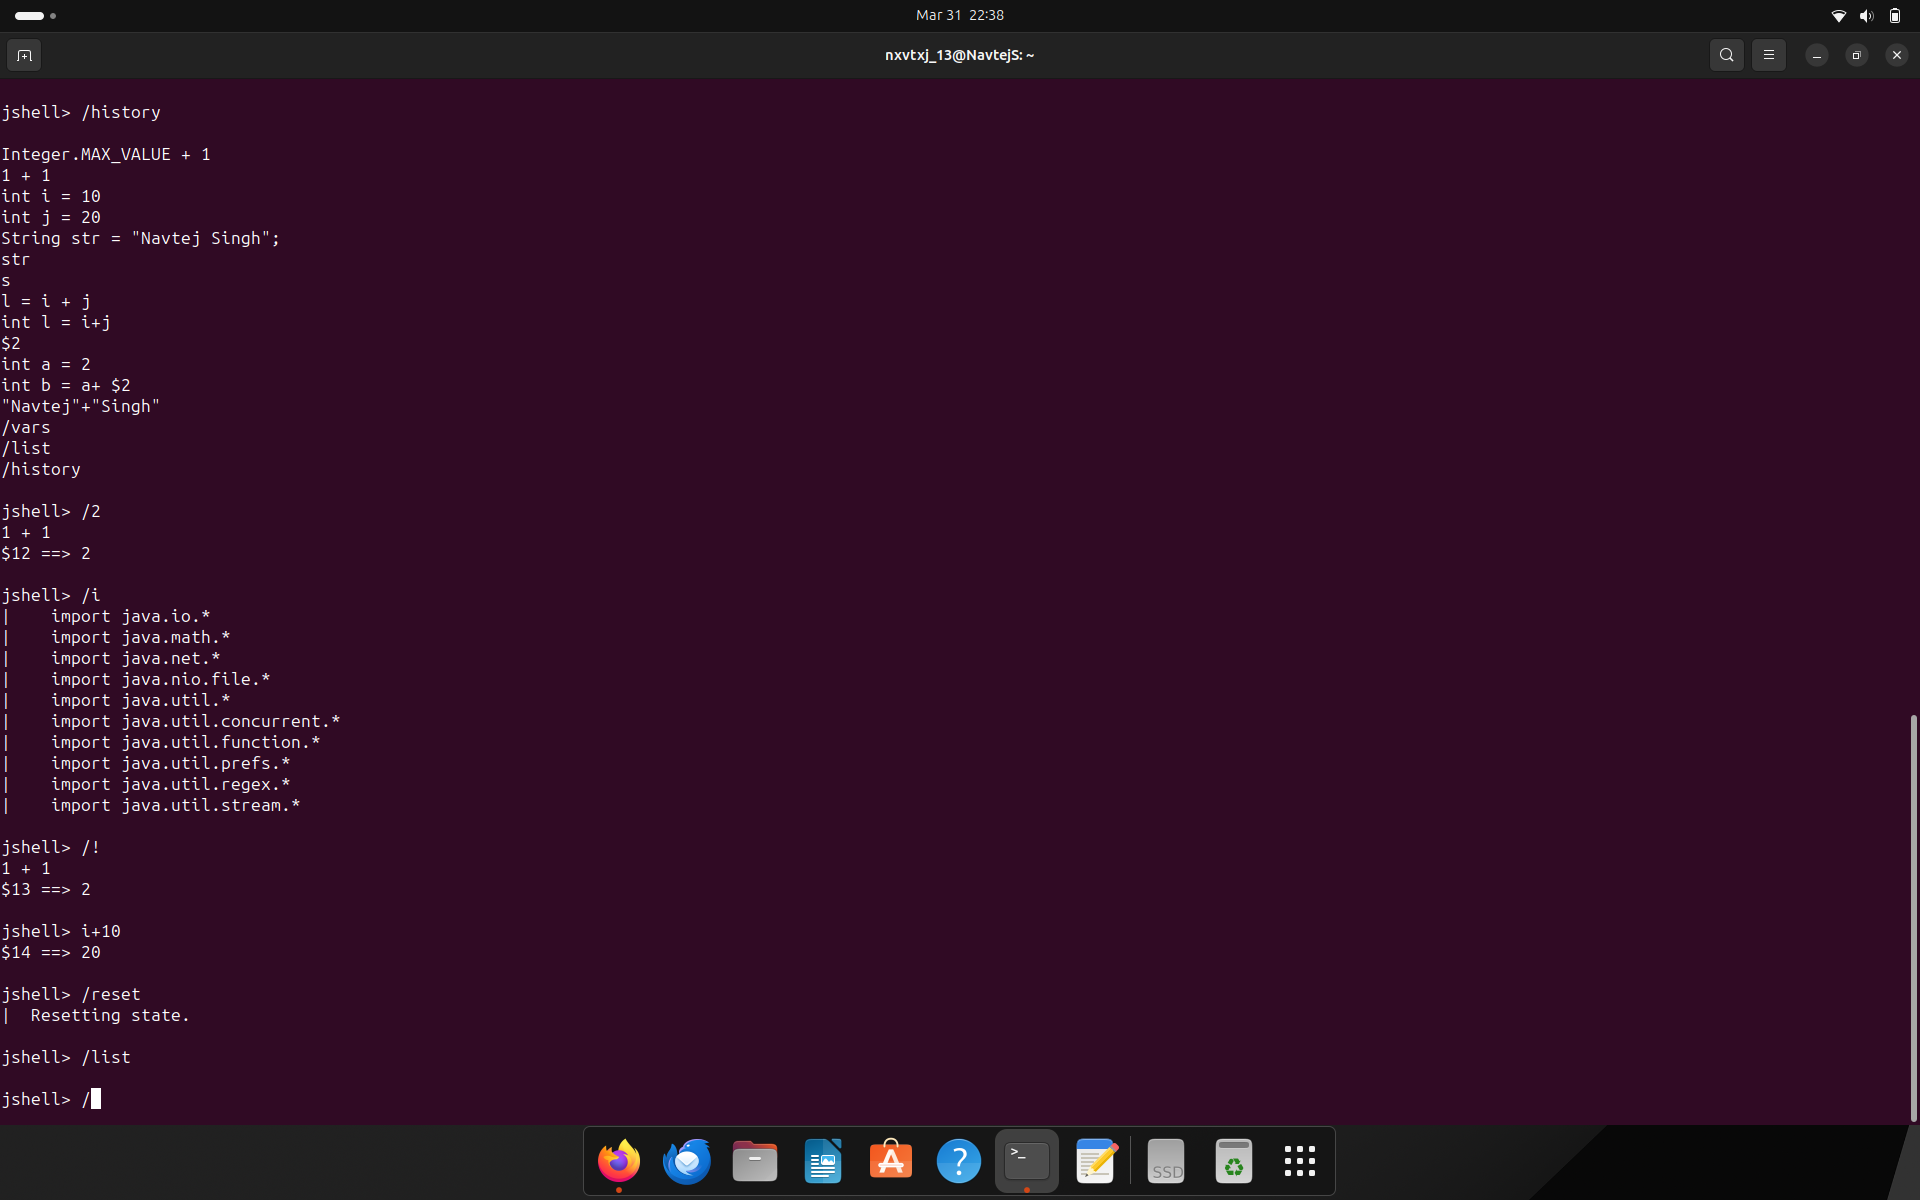 Mar 31 22:38
nxvtxj_13@NavtejS: ~
jshell> /history
Integer.MAX_VALUE + 1
1 + 1
int i = 10
int j = 20
String str = "Navtej Singh";
str
s
l = i + j
int l = i+j
$2
int a = 2
int b = a+ $2
"Navtej"+"Singh"
/vars
/list
/history
jshell> /2
1 + 1
$12 ==> 2
jshell> /i
|    import java.io.*
|    import java.math.*
|    import java.net.*
|    import java.nio.file.*
|    import java.util.*
|    import java.util.concurrent.*
|    import java.util.function.*
|    import java.util.prefs.*
|    import java.util.regex.*
|    import java.util.stream.*
jshell> /!
1 + 1
$13 ==> 2
jshell> i+10
$14 ==> 20
jshell> /reset
|  Resetting state.
jshell> /list
jshell> /
>_
SSD